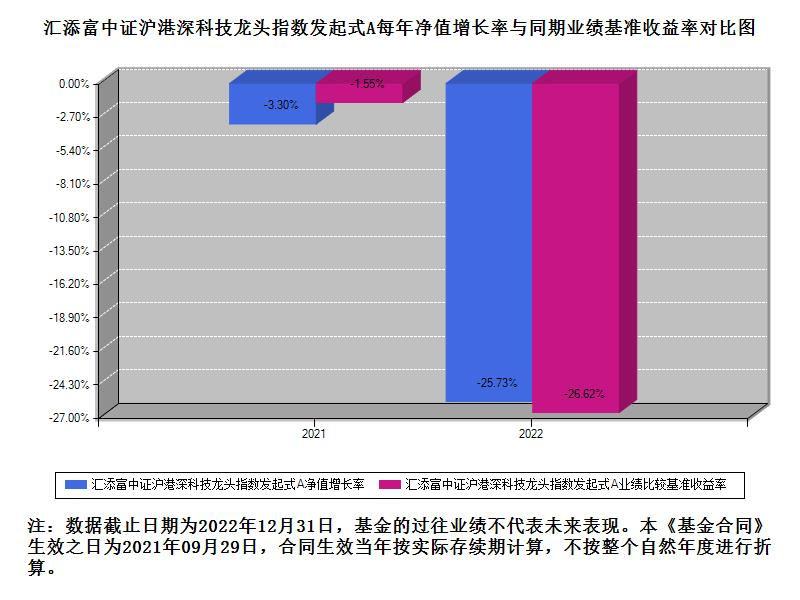 汇添富中证沪港深科技龙头指数发起式A每年净值增长率与同期业绩基准收益率对比图
0.00%
-2.70%
-5.40%
-8.10%
-10.80%
-13.50%
-16.20%
-18.90%
-21.60%
-24.30%
-27.00%
-3.30%
-1.55%
-25.73%
-26.62%
2021
2022
汇添富中证沪港深科技龙头指数发起式A净值增长率
汇添富中证沪港深科技龙头指数发起式A业绩比较基准收益率
注：数据截止日期为2022年12月31日，基金的过往业绩不代表未来表现。本《基金合同》
生效之日为2021年09月29日，合同生效当年按实际存续期计算，不按整个自然年度进行折
算。